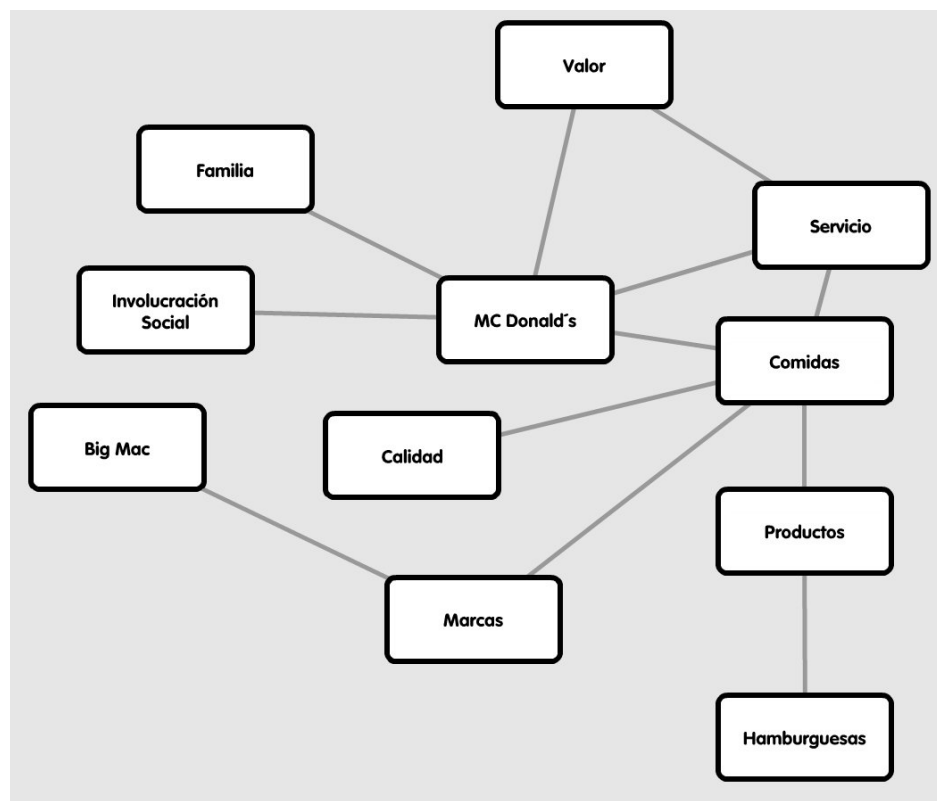 Valor
Familia
Servicio
Involucración
Social
MC Donald´s
Comidas
Big Mac
Calidad
Productos
Marcas
Hamburguesas